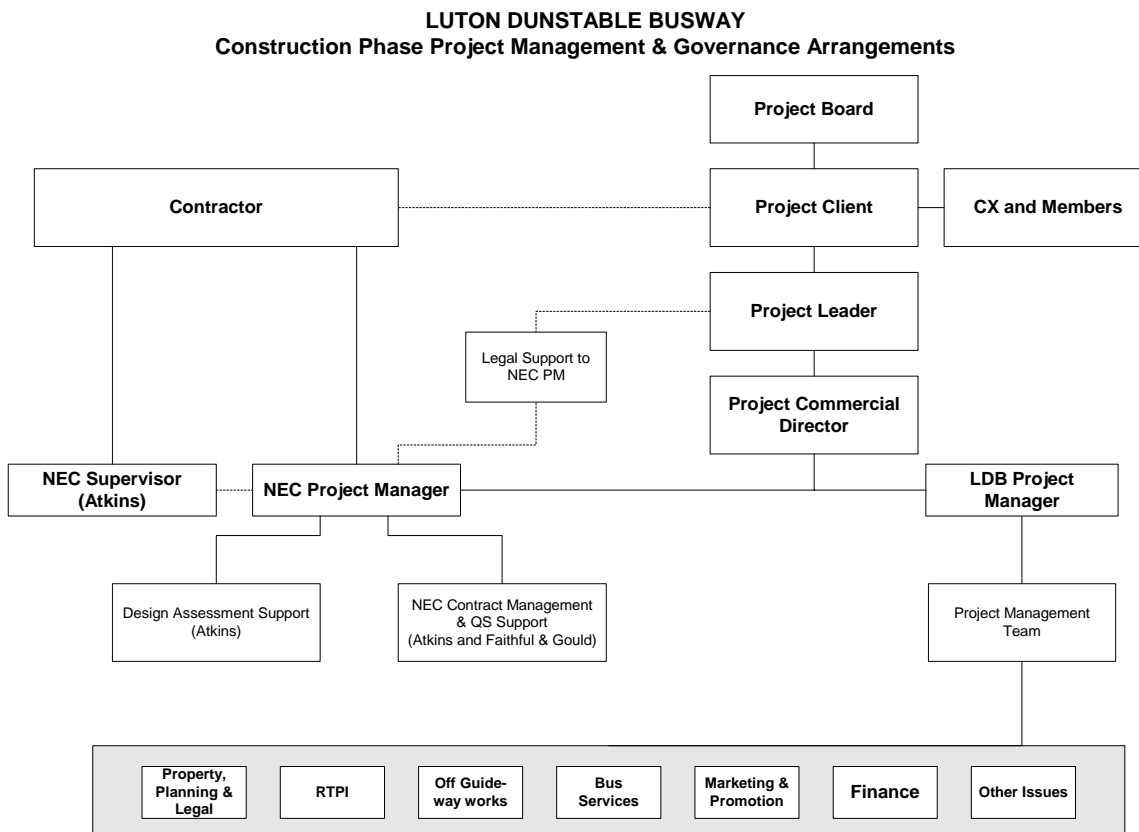 LUTON DUNSTABLE BUSWAY
Construction Phase Project Management & Governance Arrangements
Project Board
Contractor
Project Client
CX and Members
Project Leader
Legal Support to
NEC PM
Project Commercial
Director
NEC Supervisor
(Atkins)
NEC Project Manager
LDB Project
Manager
Design Assessment Support
(Atkins)
NEC Contract Management
& QS Support
(Atkins and Faithful & Gould)
Project Management
Team
Property,
Planning &
Legal
RTPI
Off Guide-
way works
Bus
Services
Marketing &
Promotion
Finance
Other Issues